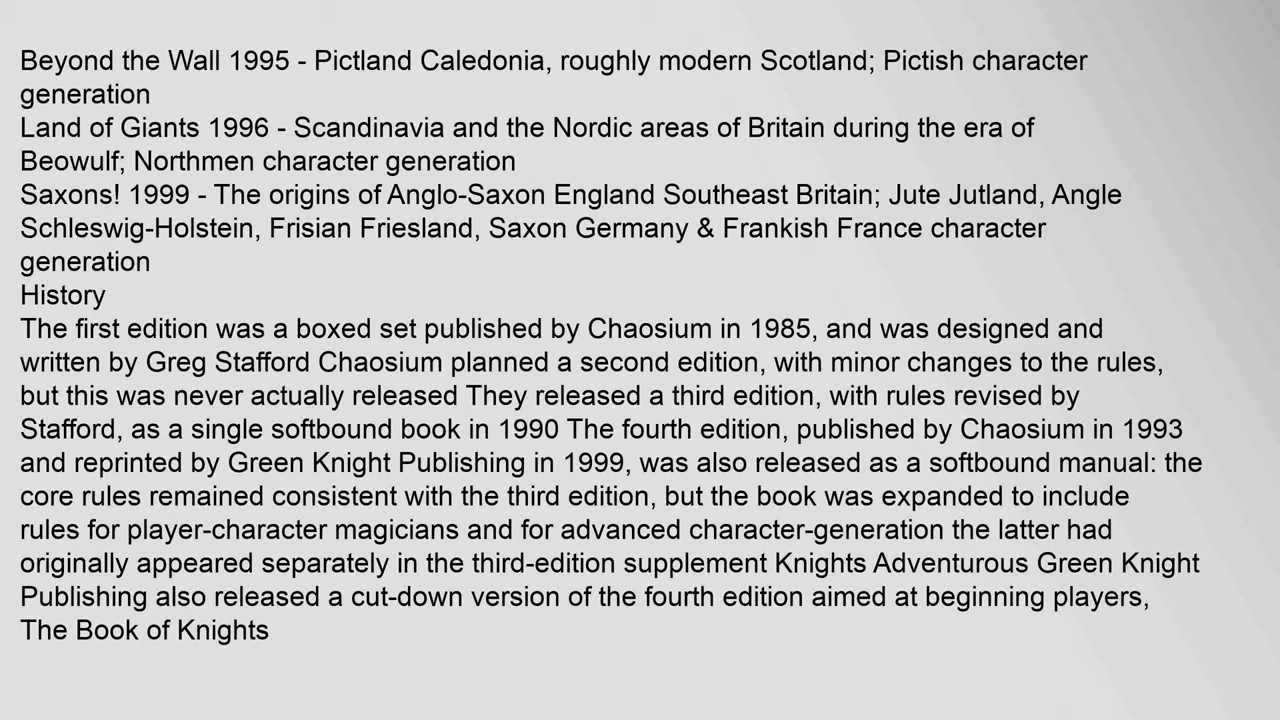 Beyond the Wall 1995 - Pictland Caledonia, roughly modern Scotland; Pictish character
generation
Land of Giants 1996 - Scandinavia and the Nordic areas of Britain during the era of
Beowulf; Northmen character generation
Saxons! 1999 - The origins of Anglo-Saxon England Southeast Britain; Jute Jutland, Angle
Schleswig-Holstein, Frisian Friesland, Saxon Germany & Frankish France character
generation
History
The first edition was a boxed set published by Chaosium in 1985, and was designed and
written by Greg Stafford Chaosium planned a second edition, with minor changes to the rules,
but this was never actually released They released a third edition, with rules revised by
Stafford, as a single softbound book in 1990 The fourth edition, published by Chaosium in 1993
and reprinted by Green Knight Publishing in 1999, was also released as a softbound manual: the
core rules remained consistent with the third edition, but the book was expanded to include
rules for player-character magicians and for advanced character-generation the latter had
originally appeared separately in the third-edition supplement Knights Adventurous Green Knight
Publishing also released a cut-down version of the fourth edition aimed at beginning players,
The Book of Knights